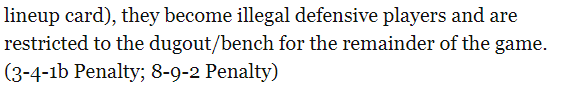 lineup card), they become illegal defensive players and are
restricted to the dugout/bench for the remainder of the game.
(3-4-1b Penalty; 8-9-2 Penalty)